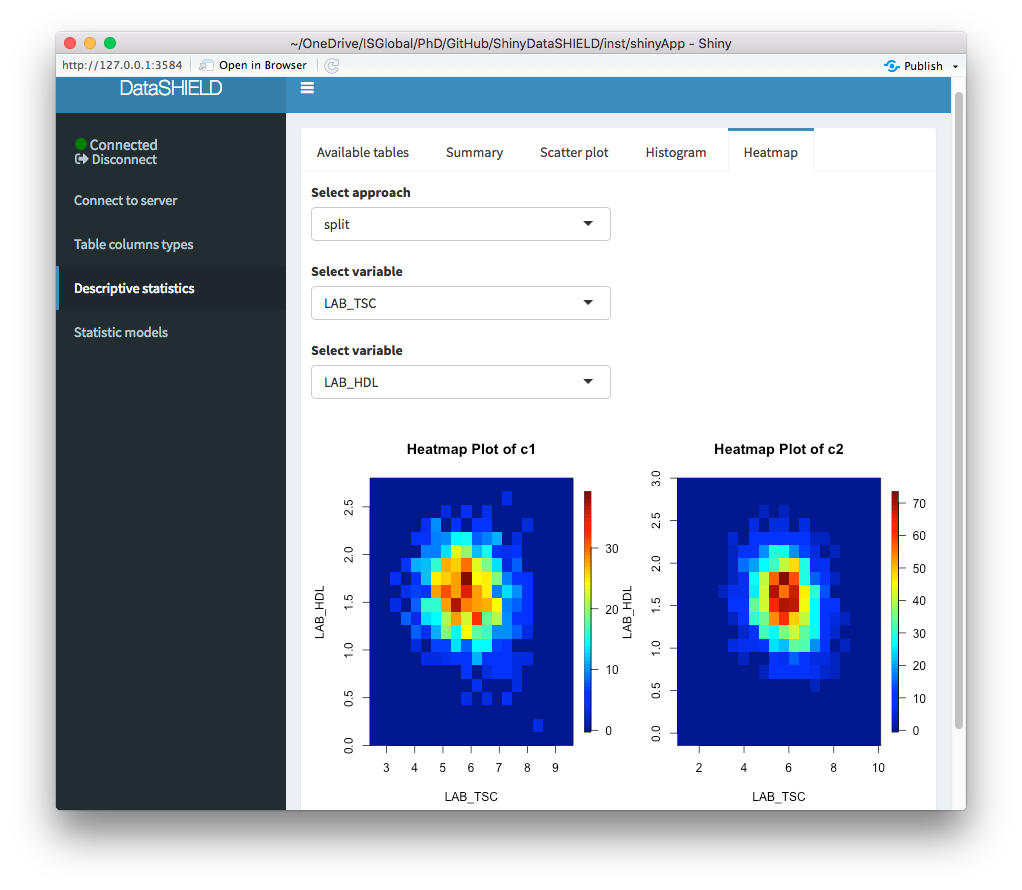 ~/OneDrive/ISGlobal/PhD/GitHub/ShinyDataSHIELD/inst/shinyApp - Shiny
http://127.0.0.1:3584 Open in Browser Publish
DataSHIELD
Connected
Disconnect
Connect to server
Table columns types
Descriptive statistics
Statistic models
Available tables Summary Scatter plot Histogram Heatmap
Select approach
split
Select variable
LAB_TSC
Select variable
LAB_HDL
Heatmap Plot of c1
LAB_HDL
2.5
2.0
1.5
1.0
0.5
0.0
3 4 5 6 7 8 9
LAB_TSC
30
20
10
0
Heatmap Plot of c2
LAB_HDL
3.0
2.5
2.0
1.5
1.0
0.5
0.0
2 4 6 8 10
LAB_TSC
70
60
50
40
30
20
10
0